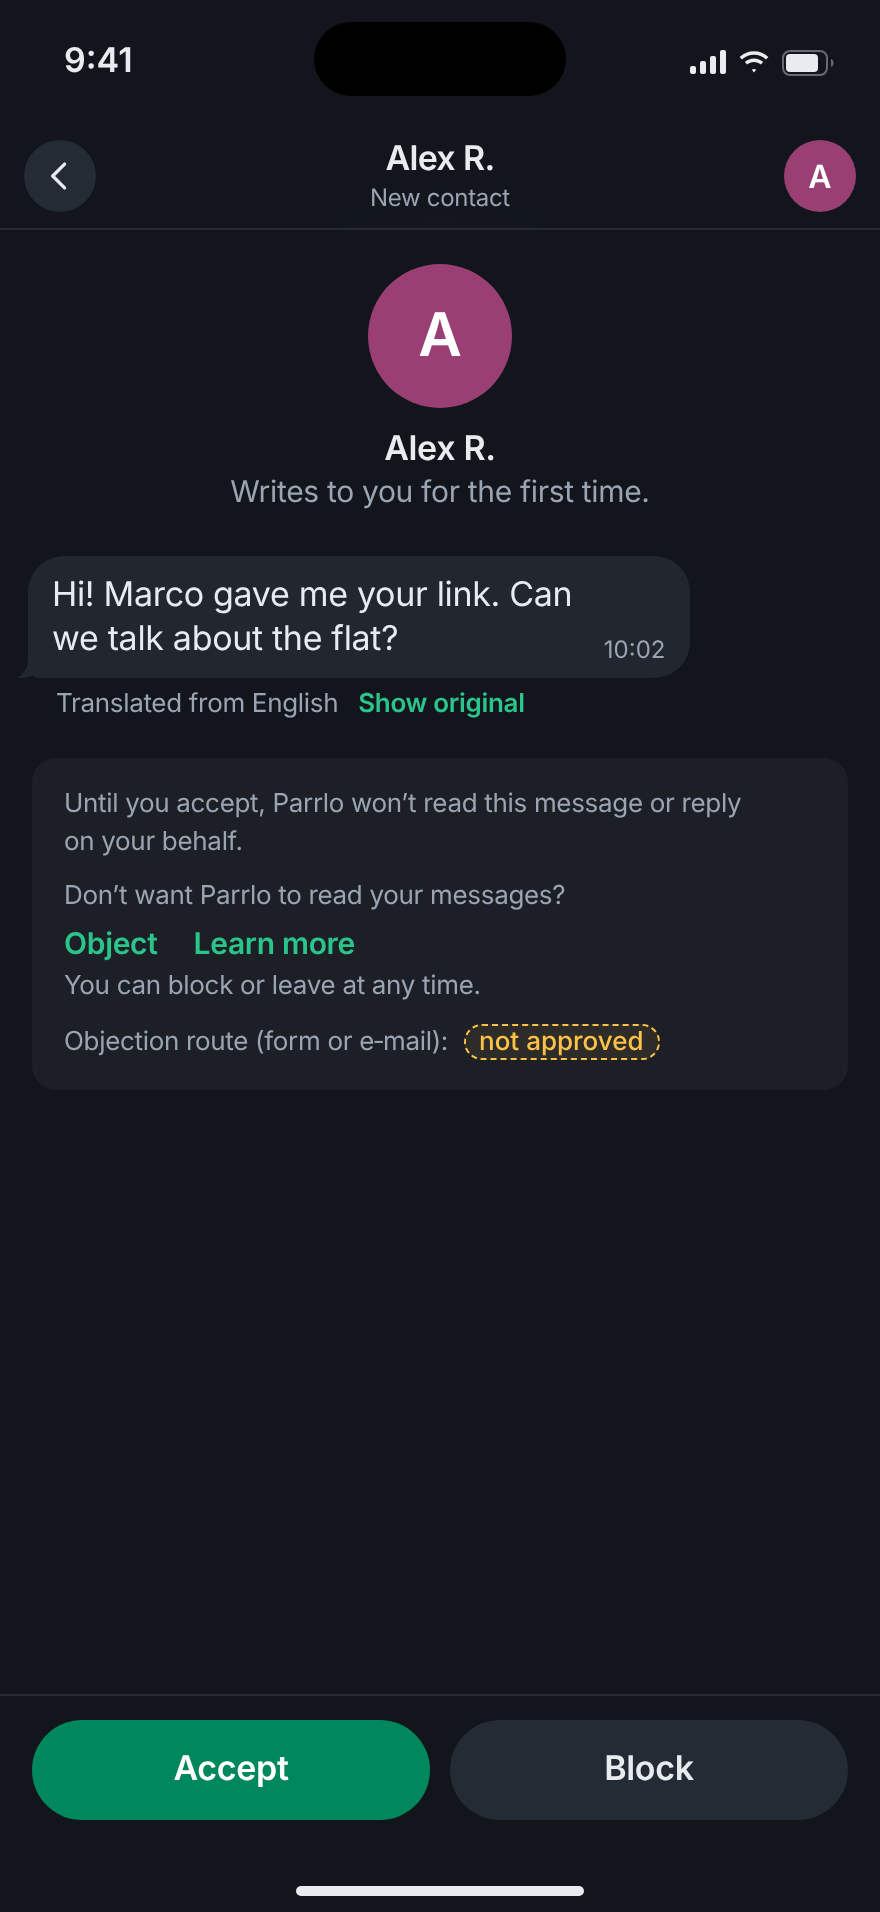 9:41
Alex R.
New contact
A
A
Alex R.
Writes to you for the first time.
Hi! Marco gave me your link. Can
we talk about the flat?
10:02
Translated from English Show original
Until you accept, Parrlo won’t read this message or reply
on your behalf.
Don’t want Parrlo to read your messages?
Object Learn more
You can block or leave at any time.
Objection route (form or e-mail): not approved
Accept Block